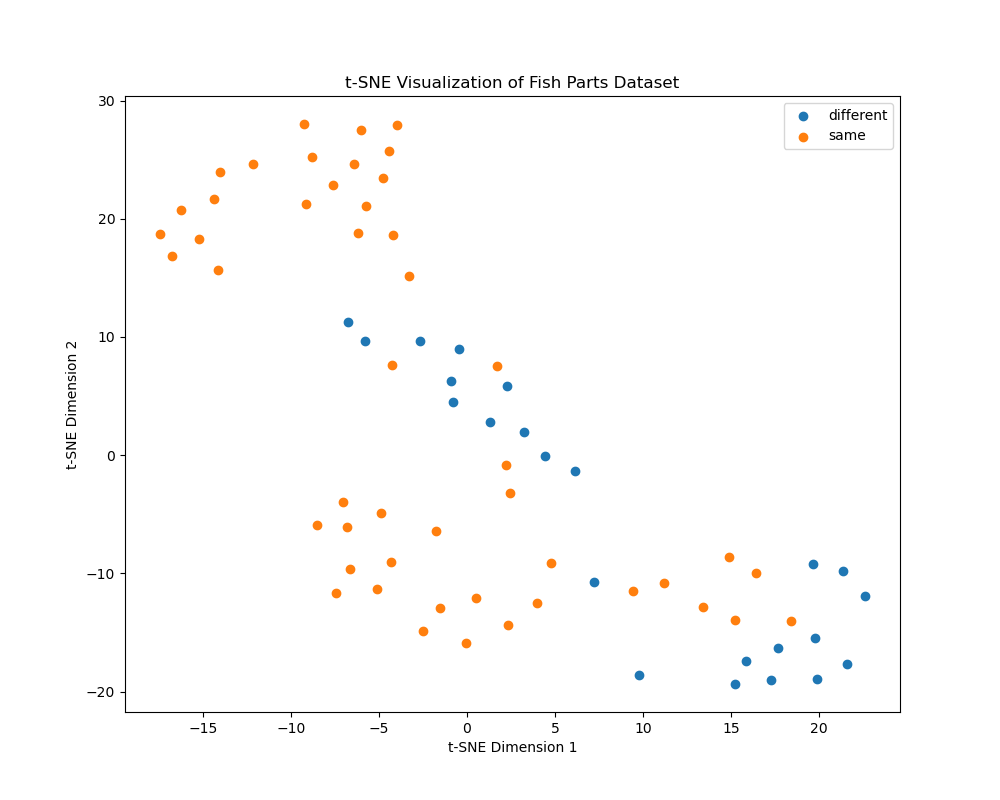 t-SNE Visualization of Fish Parts Dataset
different
same
30
20
10
0
−10
−20
t-SNE Dimension 2
−15
−10
−5
0
5
10
15
20
t-SNE Dimension 1